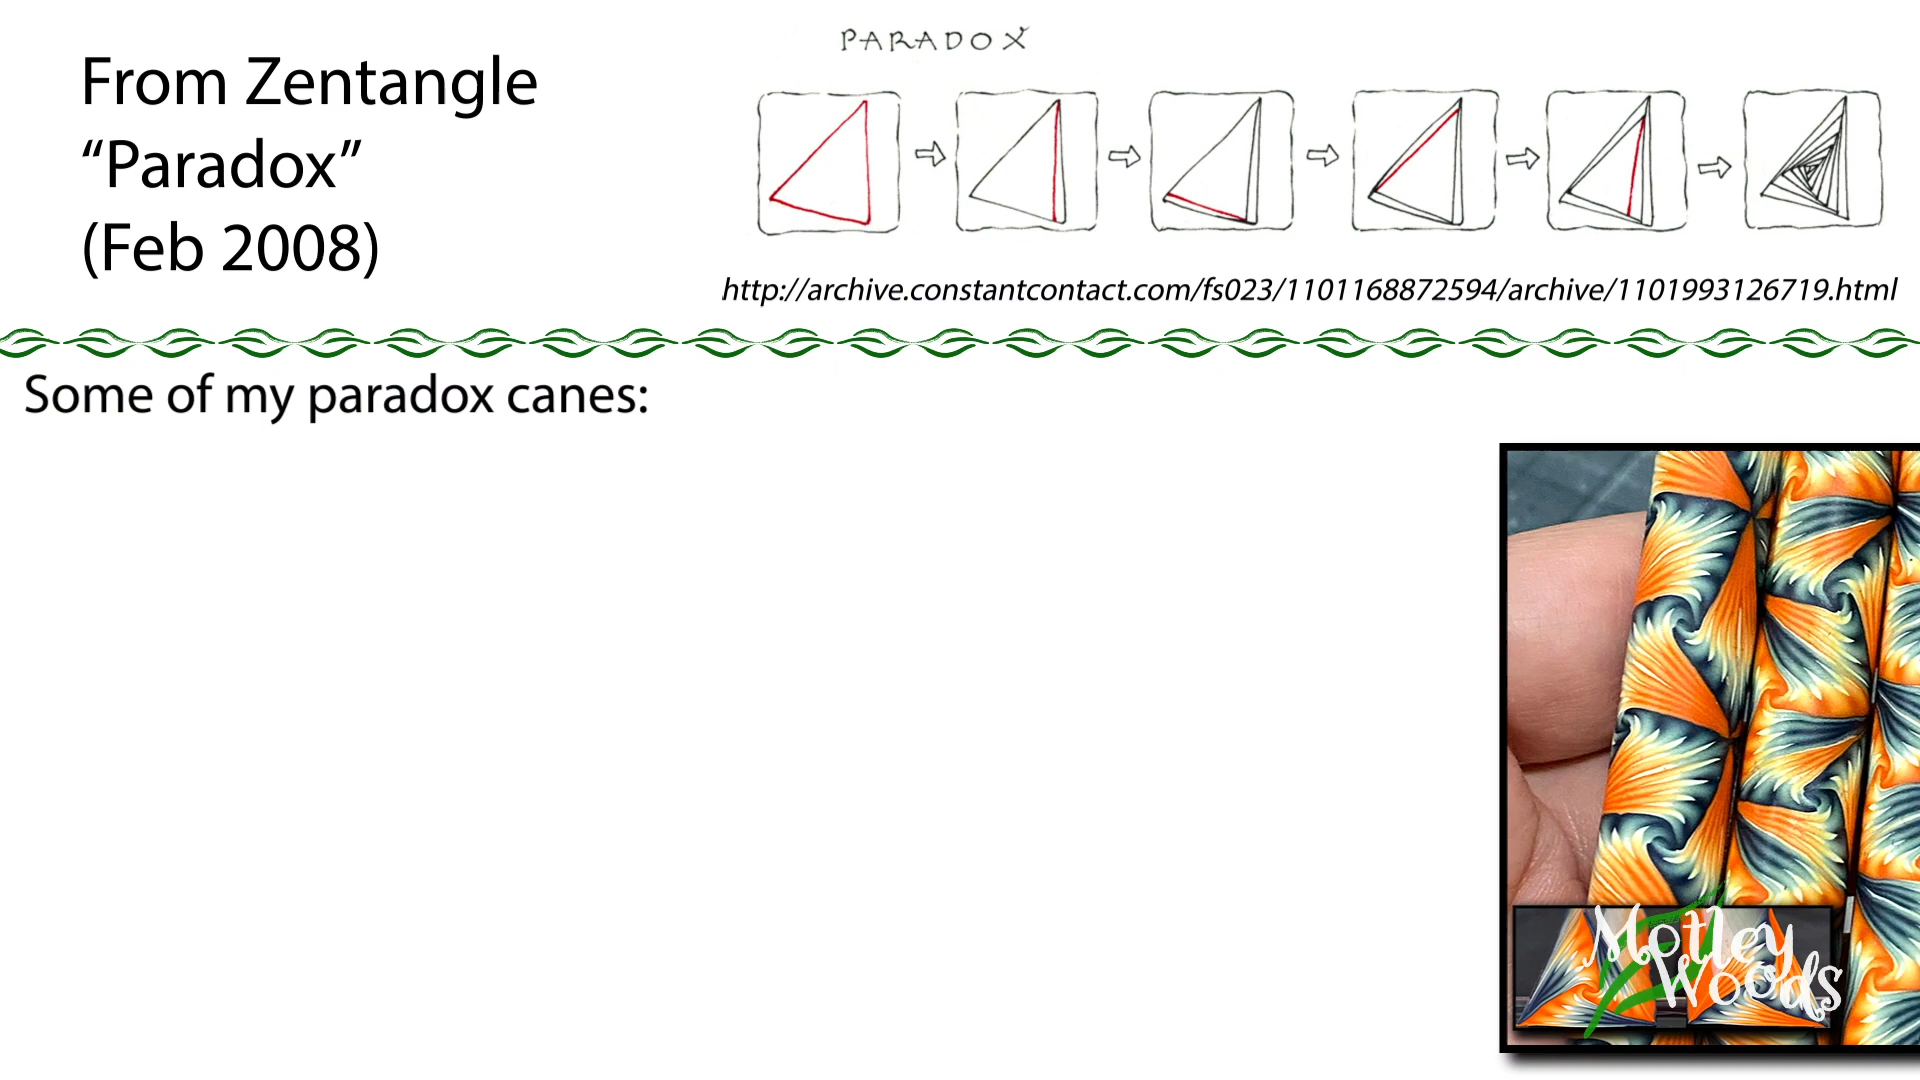 From Zentangle
“Paradox”
(Feb 2008)
PARADOX
http://archive.constantcontact.com/fs023/1101168872594/archive/1101993126719.html
Some of my paradox canes:
Motley
Woods